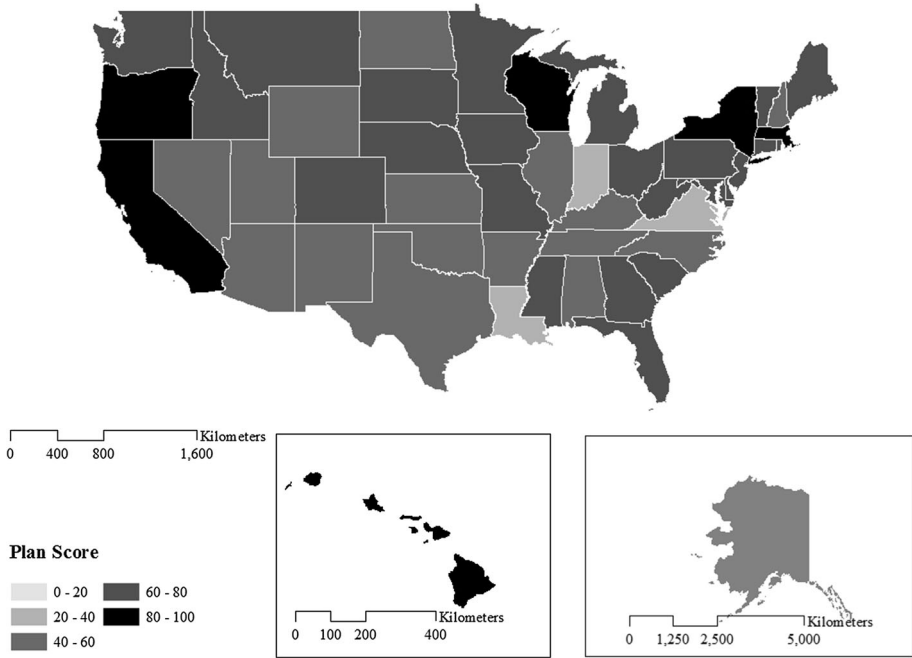 Kilometers
0 400 800 1,600
Plan Score
0 - 20 60 - 80
20 - 40 80 - 100
40 - 60
Kilometers
0 100 200 400
Kilometers
0 1,250 2,500 5,000